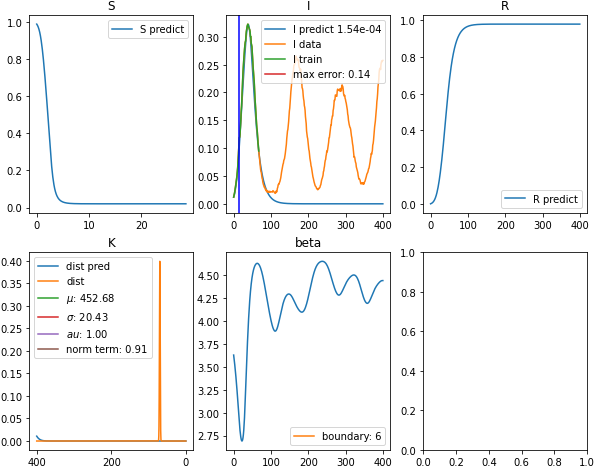 S
I
R
S predict
I predict 1.54e-04
I data
I train
max error: 0.14
R predict
1.0
0.8
0.6
0.4
0.2
0.0
0 10 20
0.30
0.25
0.20
0.15
0.10
0.05
0.00
0 100 200 300 400
1.0
0.8
0.6
0.4
0.2
0.0
0 100 200 300 400
K
beta
dist pred
dist
μ: 452.68
σ: 20.43
au: 1.00
norm term: 0.91
boundary: 6
0.40
0.35
0.30
0.25
0.20
0.15
0.10
0.05
0.00
400 200 0
4.50
4.25
4.00
3.75
3.50
3.25
3.00
2.75
0 100 200 300 400
1.0
0.8
0.6
0.4
0.2
0.0
0.0 0.2 0.4 0.6 0.8 1.0